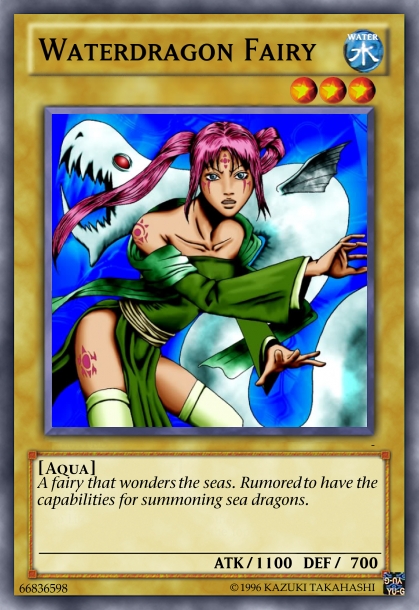 WATERDRAGON FAIRY
WATER
水
[AQUA]
A fairy that wonders the seas. Rumored to have the
capabilities for summoning sea dragons.
ATK / 1100 DEF / 700
66836598
©1996 KAZUKI TAKAHASHI